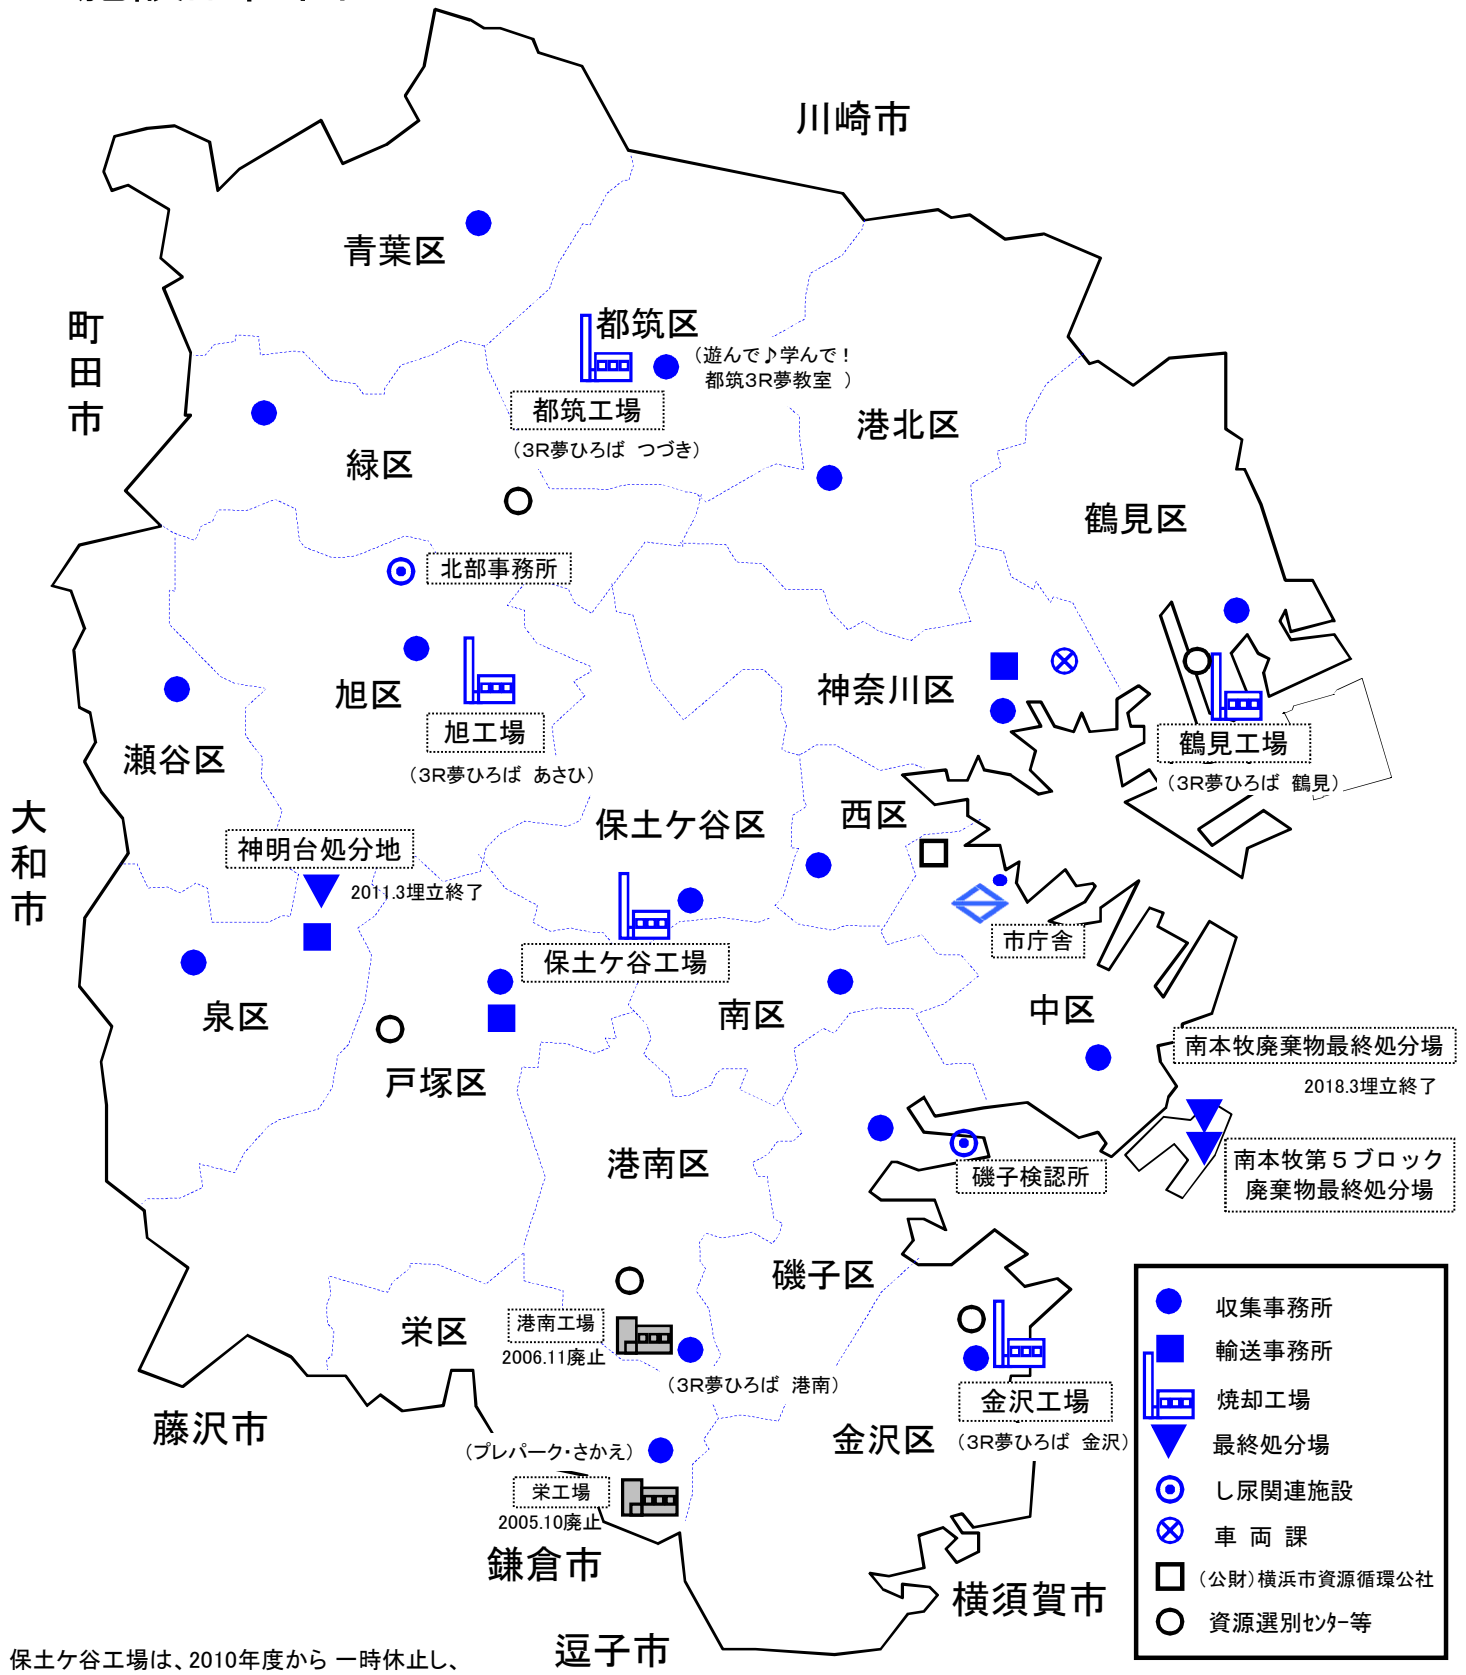 川崎市
青葉区
町田市
都筑区
(遊んで♪学んで！
都筑3R夢教室 )
都筑工場
(3R夢ひろば つづき)
港北区
緑区
鶴見区
北部事務所
旭区
神奈川区
旭工場
(3R夢ひろば あさひ)
鶴見工場
(3R夢ひろば 鶴見)
瀬谷区
大和市
保土ケ谷区
西区
神明台処分地
2011.3埋立終了
市庁舎
保土ケ谷工場
泉区
南区
中区
戸塚区
南本牧廃棄物最終処分場
2018.3埋立終了
南本牧第５ブロック
廃棄物最終処分場
港南区
磯子検認所
磯子区
栄区
港南工場
2006.11廃止
(3R夢ひろば 港南)
金沢工場
(3R夢ひろば 金沢)
金沢区
藤沢市
(プレパーク・さかえ)
栄工場
2005.10廃止
鎌倉市
横須賀市
逗子市
収集事務所
輸送事務所
焼却工場
最終処分場
し尿関連施設
車 両 課
(公財)横浜市資源循環公社
資源選別センター等
保土ケ谷工場は、2010年度から 一時休止し、